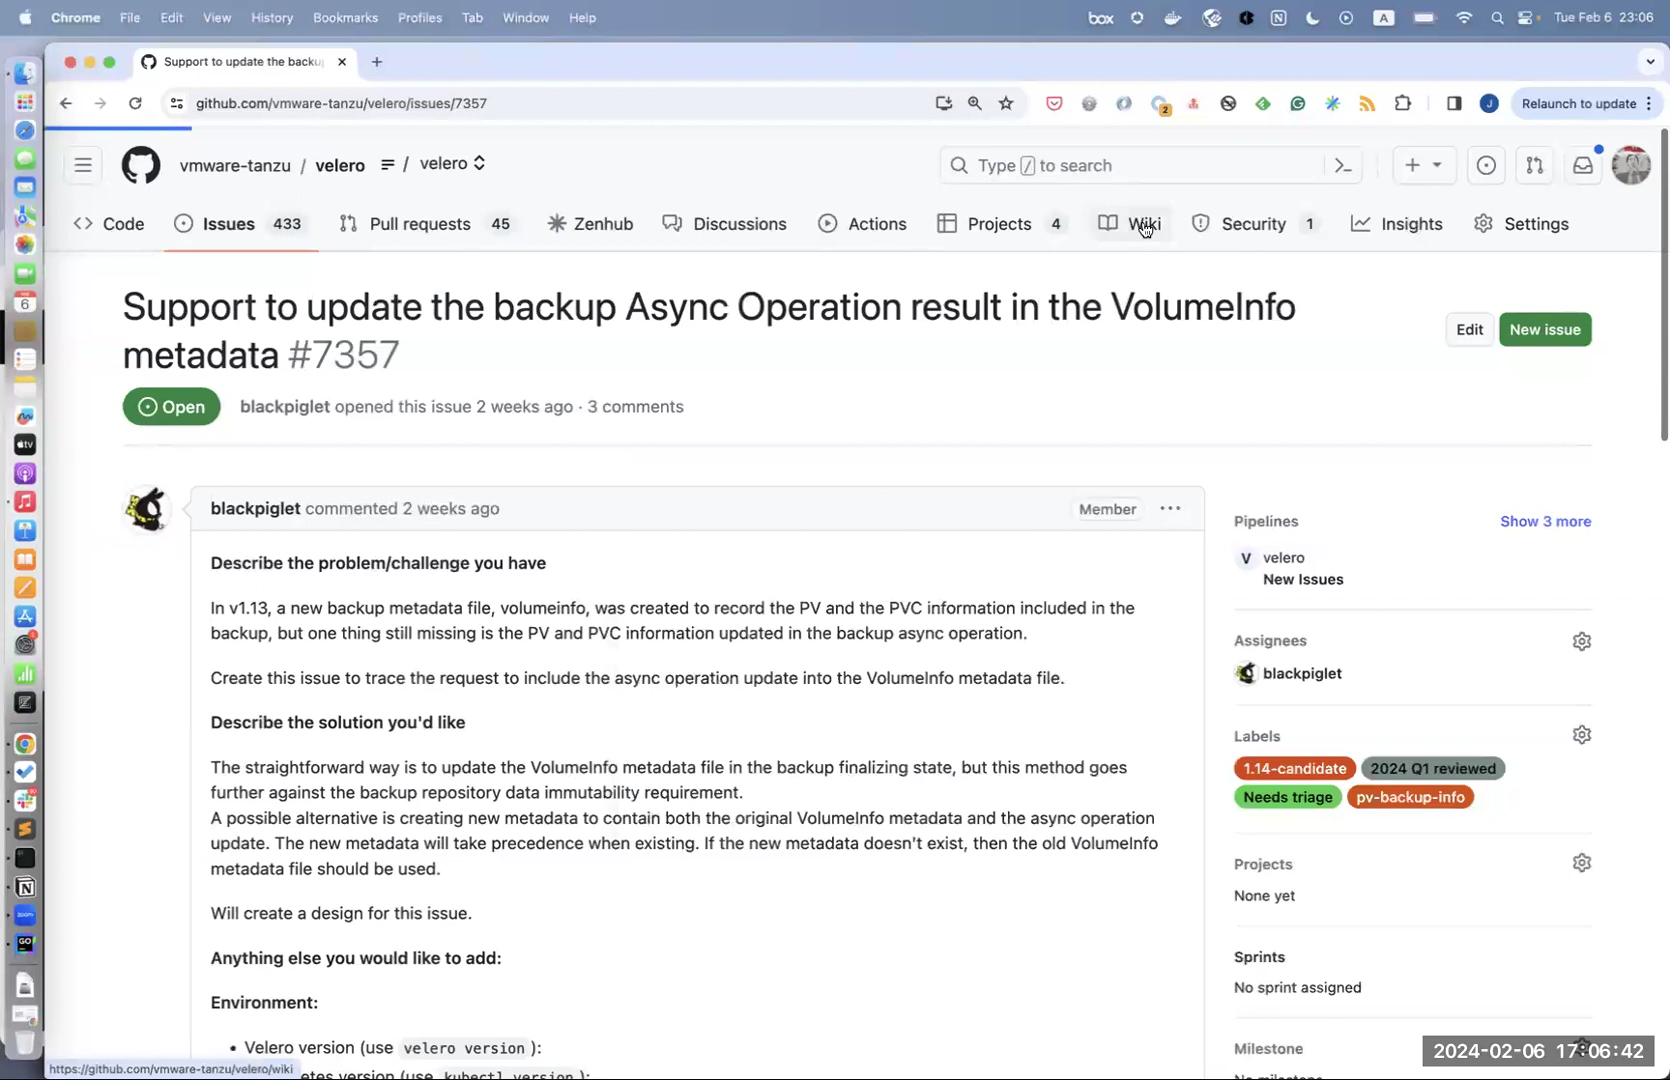 Chrome File Edit View History Bookmarks Profiles Tab Window Help box A Tue Feb 6 23:06
Support to update the backu
github.com/vmware-tanzu/velero/issues/7357 2 J Relaunch to update
vmware-tanzu / velero / velero Type / to search
Code Issues 433 Pull requests 45 Zenhub Discussions Actions Projects 4 Wiki Security 1 Insights Settings
Support to update the backup Async Operation result in the VolumeInfo
metadata #7357
Edit New issue
Open blackpiglet opened this issue 2 weeks ago · 3 comments
blackpiglet commented 2 weeks ago Member
Describe the problem/challenge you have
In v1.13, a new backup metadata file, volumeinfo, was created to record the PV and the PVC information included in the
backup, but one thing still missing is the PV and PVC information updated in the backup async operation.
Create this issue to trace the request to include the async operation update into the VolumeInfo metadata file.
Describe the solution you'd like
The straightforward way is to update the VolumeInfo metadata file in the backup finalizing state, but this method goes
further against the backup repository data immutability requirement.
A possible alternative is creating new metadata to contain both the original VolumeInfo metadata and the async operation
update. The new metadata will take precedence when existing. If the new metadata doesn't exist, then the old VolumeInfo
metadata file should be used.
Will create a design for this issue.
Anything else you would like to add:
Environment:
• Velero version (use velero version ):
etes version (use kubectl version ):
Pipelines Show 3 more
V velero
New Issues
Assignees
blackpiglet
Labels
1.14-candidate 2024 Q1 reviewed
Needs triage pv-backup-info
Projects
None yet
Sprints
No sprint assigned
Milestone
No milestone
https://github.com/vmware-tanzu/velero/wiki
2024-02-06 17:06:42